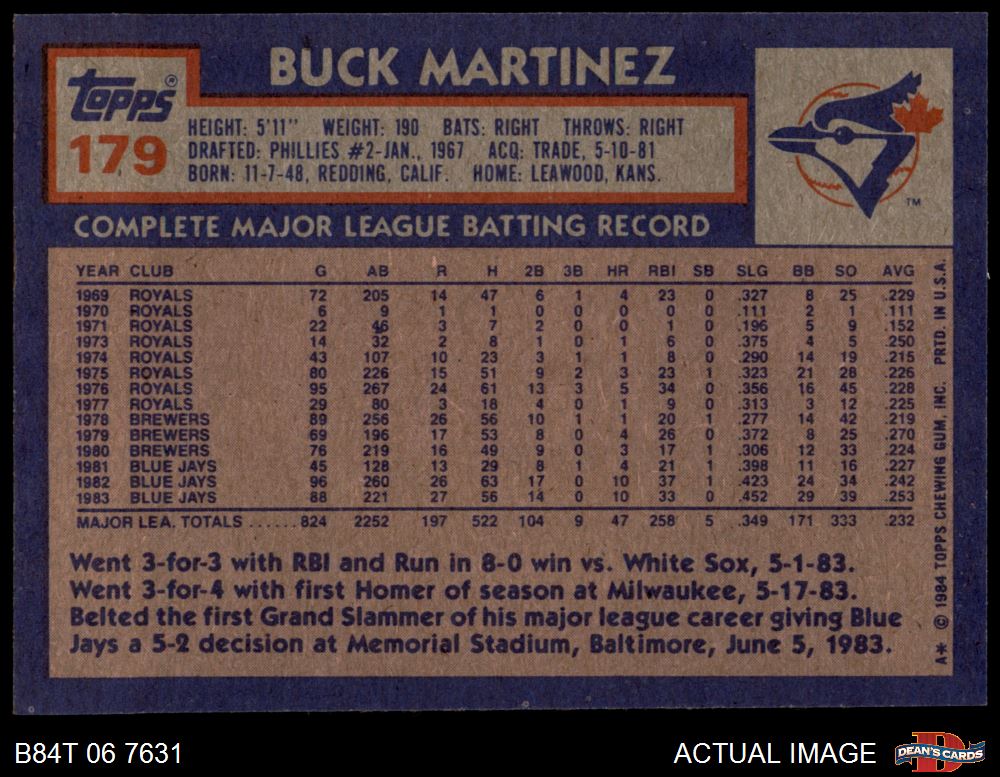 BUCK MARTINEZ
Topps®
179
HEIGHT: 5'11" WEIGHT: 190 BATS: RIGHT THROWS: RIGHT
DRAFTED: PHILLIES #2-JAN., 1967 ACQ: TRADE, 5-10-81
BORN: 11-7-48, REDDING, CALIF. HOME: LEAWOOD, KANS.
TM
COMPLETE MAJOR LEAGUE BATTING RECORD
YEAR CLUB G AB R H 2B 3B HR RBI SB SLG BB SO AVG
1969 ROYALS 72 205 14 47 6 1 4 23 0 .327 8 25 .229
1970 ROYALS 6 9 1 1 0 0 0 0 0 .111 2 1 .111
1971 ROYALS 22 46 3 7 2 0 0 1 0 .196 5 9 .152
1973 ROYALS 14 32 2 8 1 0 1 6 0 .375 4 5 .250
1974 ROYALS 43 107 10 23 3 1 1 8 0 .290 14 19 .215
1975 ROYALS 80 226 15 51 9 2 3 23 1 .323 21 28 .226
1976 ROYALS 95 267 24 61 13 3 5 34 0 .356 16 45 .228
1977 ROYALS 29 80 3 18 4 0 1 9 0 .313 3 12 .225
1978 BREWERS 89 256 26 56 10 1 1 20 1 .277 14 42 .219
1979 BREWERS 69 196 17 53 8 0 4 26 0 .372 8 25 .270
1980 BREWERS 76 219 16 49 9 0 3 17 1 .306 12 33 .224
1981 BLUE JAYS 45 128 13 29 8 1 4 21 1 .398 11 16 .227
1982 BLUE JAYS 96 260 26 63 17 0 10 37 1 .423 24 34 .242
1983 BLUE JAYS 88 221 27 56 14 0 10 33 0 .452 29 39 .253
MAJOR LEA. TOTALS ...... 824 2252 197 522 104 9 47 258 5 .349 171 333 .232
Went 3-for-3 with RBI and Run in 8-0 win vs. White Sox, 5-1-83.
Went 3-for-4 with first Homer of season at Milwaukee, 5-17-83.
Belted the first Grand Slammer of his major league career giving Blue
Jays a 5-2 decision at Memorial Stadium, Baltimore, June 5, 1983.
A* © 1984 TOPPS CHEWING GUM, INC. PRTD. IN U.S.A.
B84T 06 7631
ACTUAL IMAGE
DEAN'S CARDS